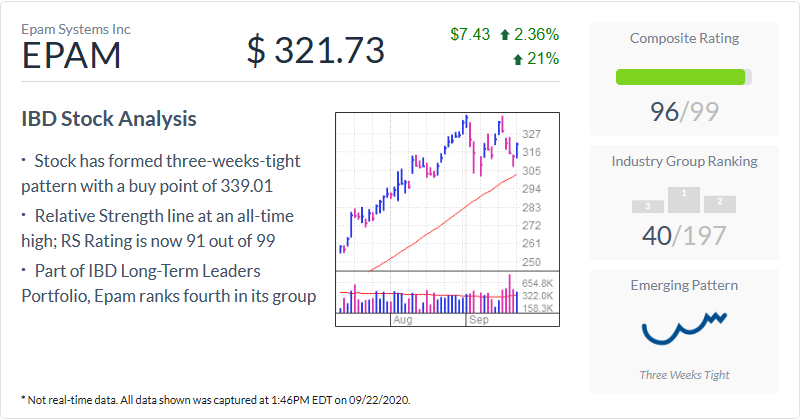 Epam Systems Inc
EPAM
$ 321.73
$7.43 2.36%
21%
IBD Stock Analysis
· Stock has formed three-weeks-tight
pattern with a buy point of 339.01
· Relative Strength line at an all-time
high; RS Rating is now 91 out of 99
· Part of IBD Long-Term Leaders
Portfolio, Epam ranks fourth in its group
327
316
305
294
283
272
261
250
654.8K
322.0K
158.3K
Aug
Sep
Composite Rating
96/99
Industry Group Ranking
3 1 2
40/197
Emerging Pattern
Three Weeks Tight
* Not real-time data. All data shown was captured at 1:46PM EDT on 09/22/2020.